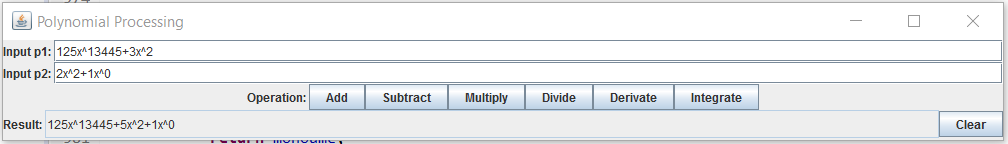 Polynomial Processing
Input p1: 125x^13445+3x^2
Input p2: 2x^2+1x^0
Operation: Add Subtract Multiply Divide Derivate Integrate
Result: 125x^13445+5x^2+1x^0 Clear